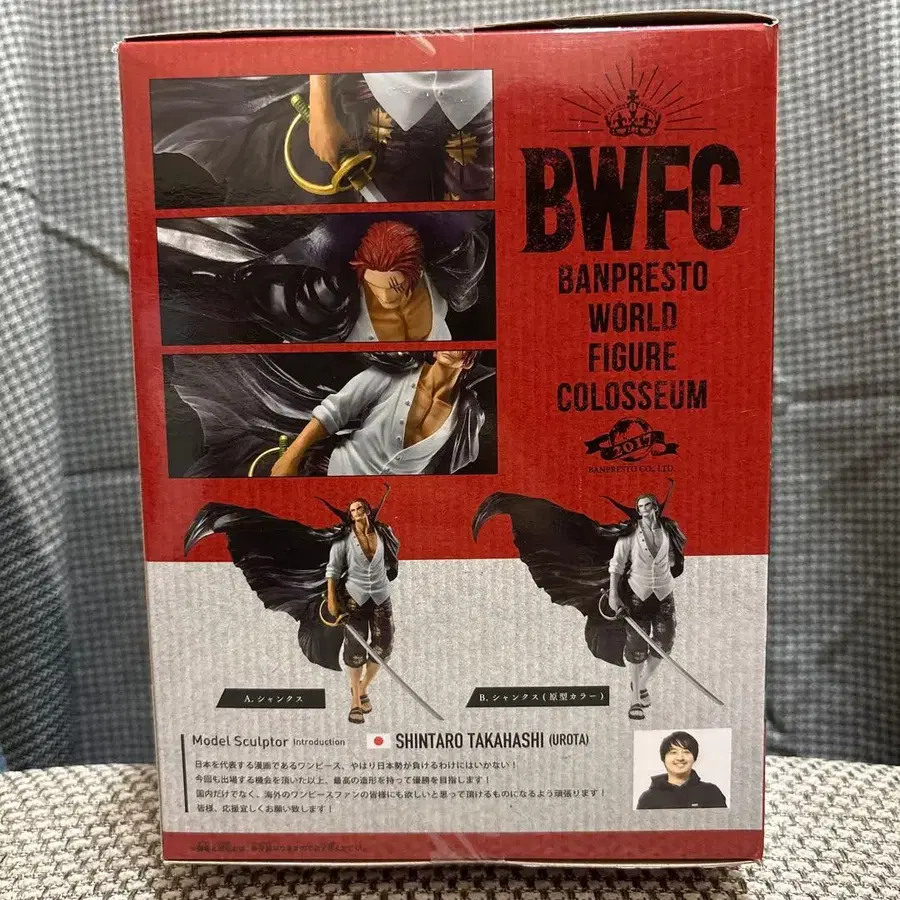 BWFC
BANPRESTO
WORLD
FIGURE
COLOSSEUM
2017
BANPRESTO CO., LTD.
A. シャンクス
B. シャンクス ( 原型カラー )
Model Sculptor Introduction SHINTARO TAKAHASHI (UROTA)
日本を代表する漫画であるワンピース、やはり日本勢が負けるわけにはいかない!
今回も出場する機会を頂いた以上、最高の造形を持って優勝を目指します!
国内だけでなく、海外のワンピースファンの皆様にも欲しいと思って頂けるものになるよう頑張ります!
皆様、応援宜しくお願い致します!